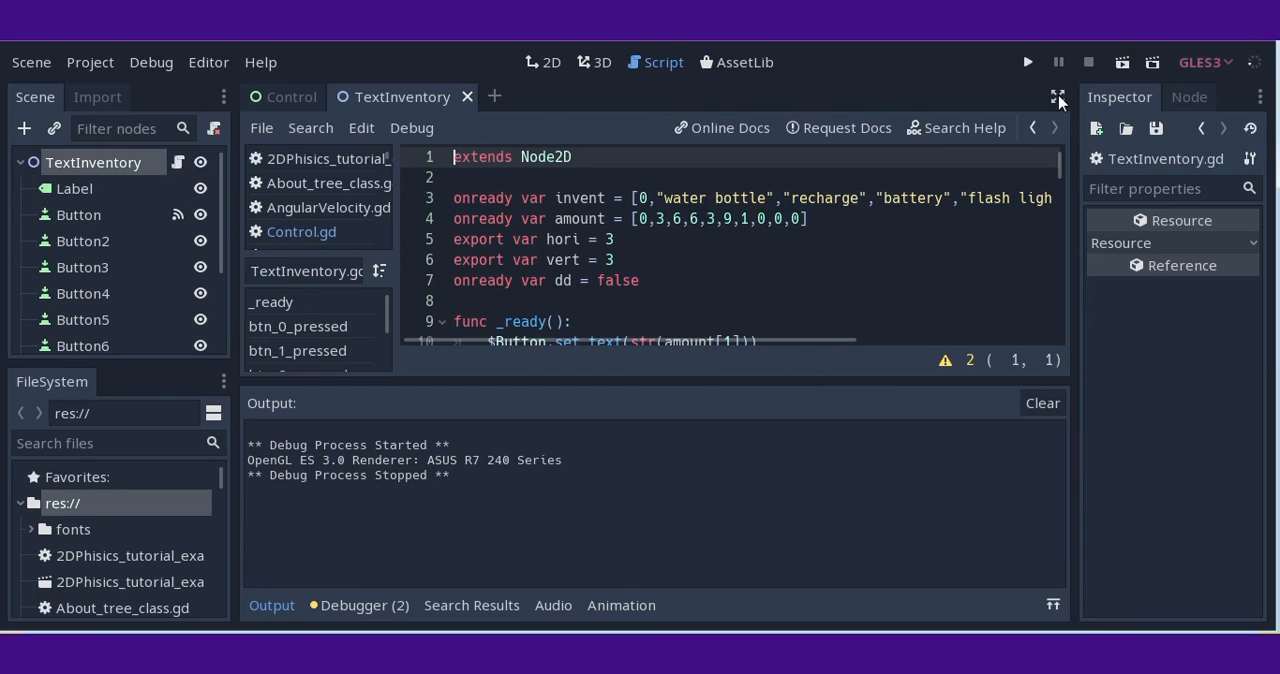 Scene Project Debug Editor Help
2D 3D Script AssetLib
GLES3
Scene Import
Filter nodes
TextInventory
Label
Button
Button2
Button3
Button4
Button5
Button6
FileSystem
res://
Search files
Favorites:
res://
fonts
2DPhisics_tutorial_exa
2DPhisics_tutorial_exa
About_tree_class.gd
Control TextInventory
File Search Edit Debug
Online Docs Request Docs Search Help
2DPhisics_tutorial_
About_tree_class.g
AngularVelocity.gd
Control.gd
TextInventory.gd
_ready
btn_0_pressed
btn_1_pressed
1 extends Node2D
2
3 onready var invent = [0,"water bottle","recharge","battery","flash ligh
4 onready var amount = [0,3,6,6,3,9,1,0,0,0]
5 export var hori = 3
6 export var vert = 3
7 onready var dd = false
8
9 func _ready():
10 $Button.set_text(str(amount[1]))
2 ( 1, 1)
Output:
Clear
** Debug Process Started **
OpenGL ES 3.0 Renderer: ASUS R7 240 Series
** Debug Process Stopped **
Output Debugger (2) Search Results Audio Animation
Inspector Node
TextInventory.gd
Filter properties
Resource
Resource
Reference